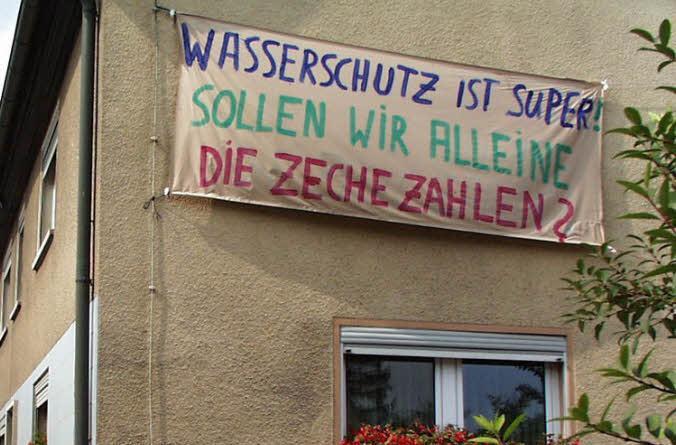 WASSERSCHUTZ IST SUPER!
SOLLEN WIR ALLEINE
DIE ZECHE ZAHLEN?